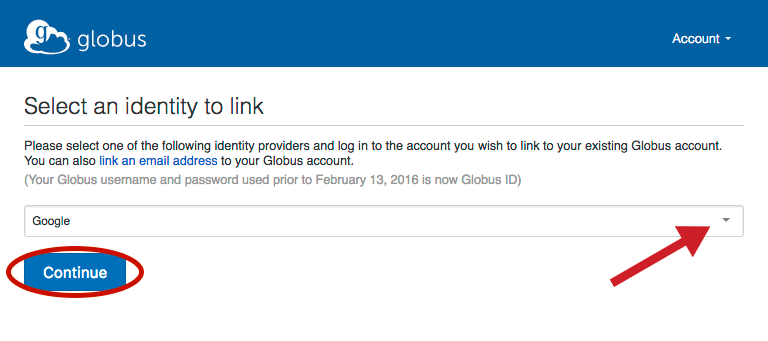 g globus
Account
Select an identity to link
Please select one of the following identity providers and log in to the account you wish to link to your existing Globus account.
You can also link an email address to your Globus account.
(Your Globus username and password used prior to February 13, 2016 is now Globus ID)
Google
Continue